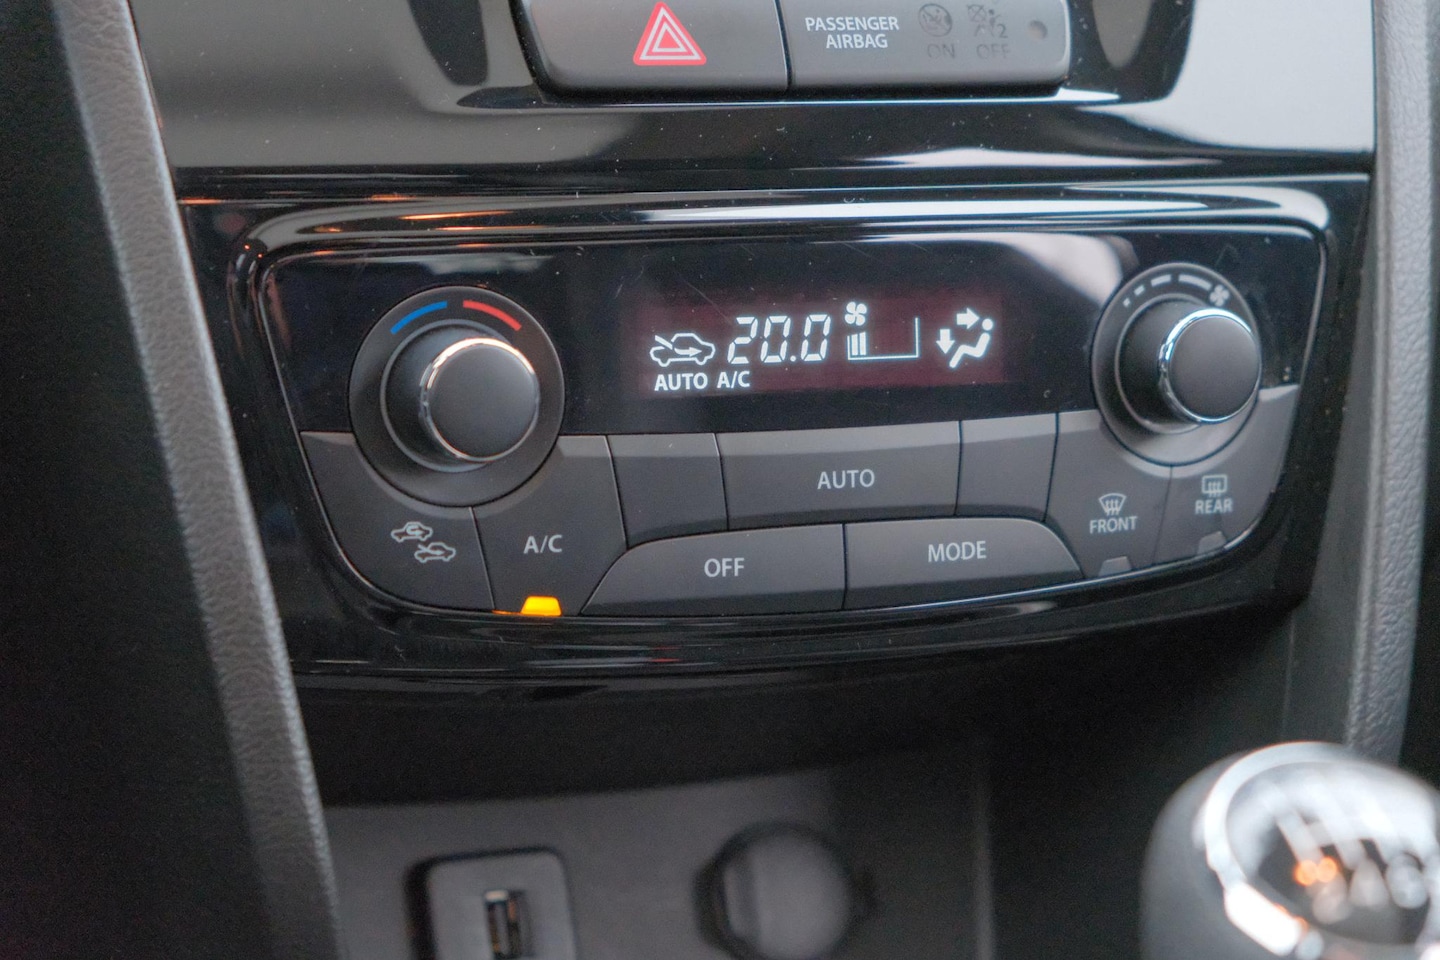 PASSENGER
AIRBAG
ON OFF
20.0
AUTO A/C
AUTO
A/C
OFF
MODE
FRONT
REAR